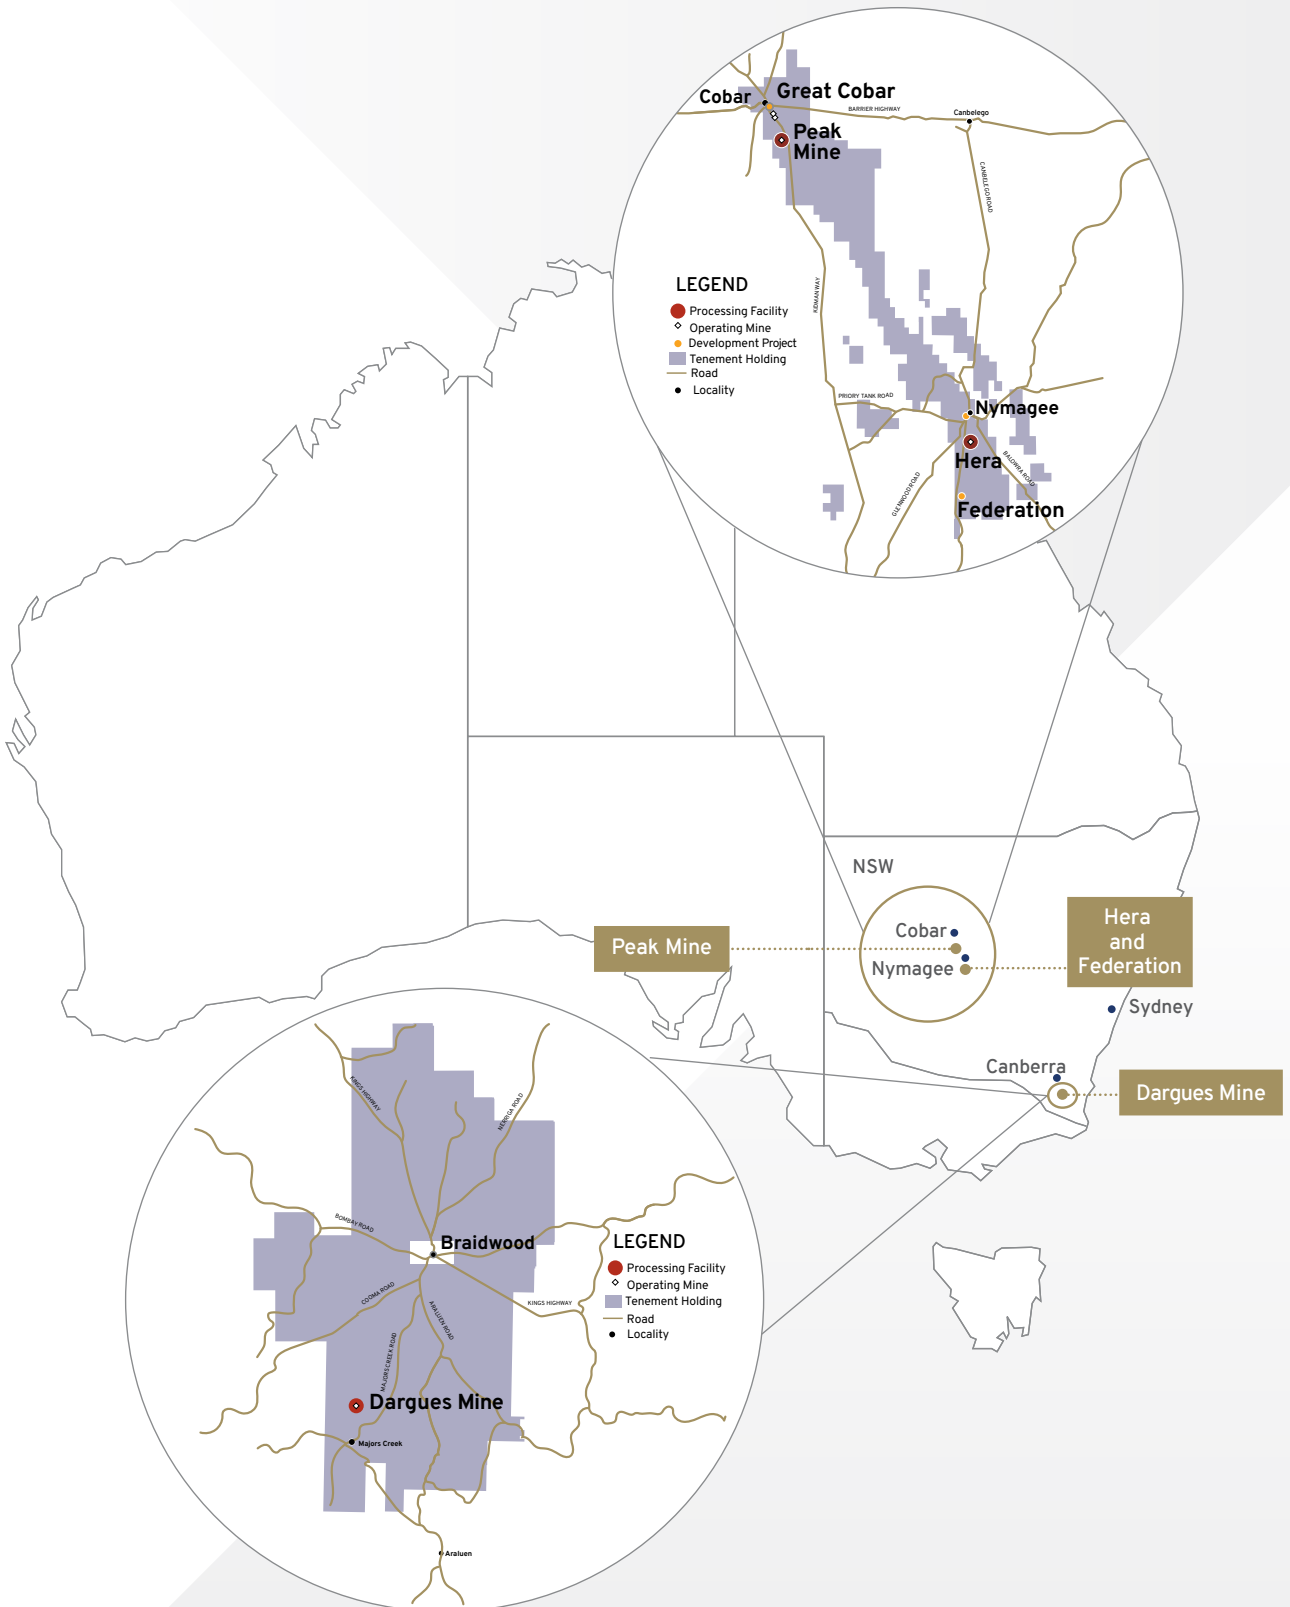 Cobar
Great Cobar
BARRIER HIGHWAY
Canbelego
Peak
Mine
CANBELEGO ROAD
KIDMAN WAY
LEGEND
Processing Facility
Operating Mine
Development Project
Tenement Holding
Road
Locality
PRIORY TANK ROAD
Nymagee
Hera
BALOWRA ROAD
GLENWOOD ROAD
Federation
NSW
Cobar
Peak Mine
Nymagee
Hera
and
Federation
Sydney
Canberra
Dargues Mine
KINGS HIGHWAY
NERRIGA ROAD
BOMBAY ROAD
Braidwood
COOMA ROAD
ARALUEN ROAD
KINGS HIGHWAY
MAJORS CREEK ROAD
LEGEND
Processing Facility
Operating Mine
Tenement Holding
Road
Locality
Dargues Mine
Majors Creek
Araluen